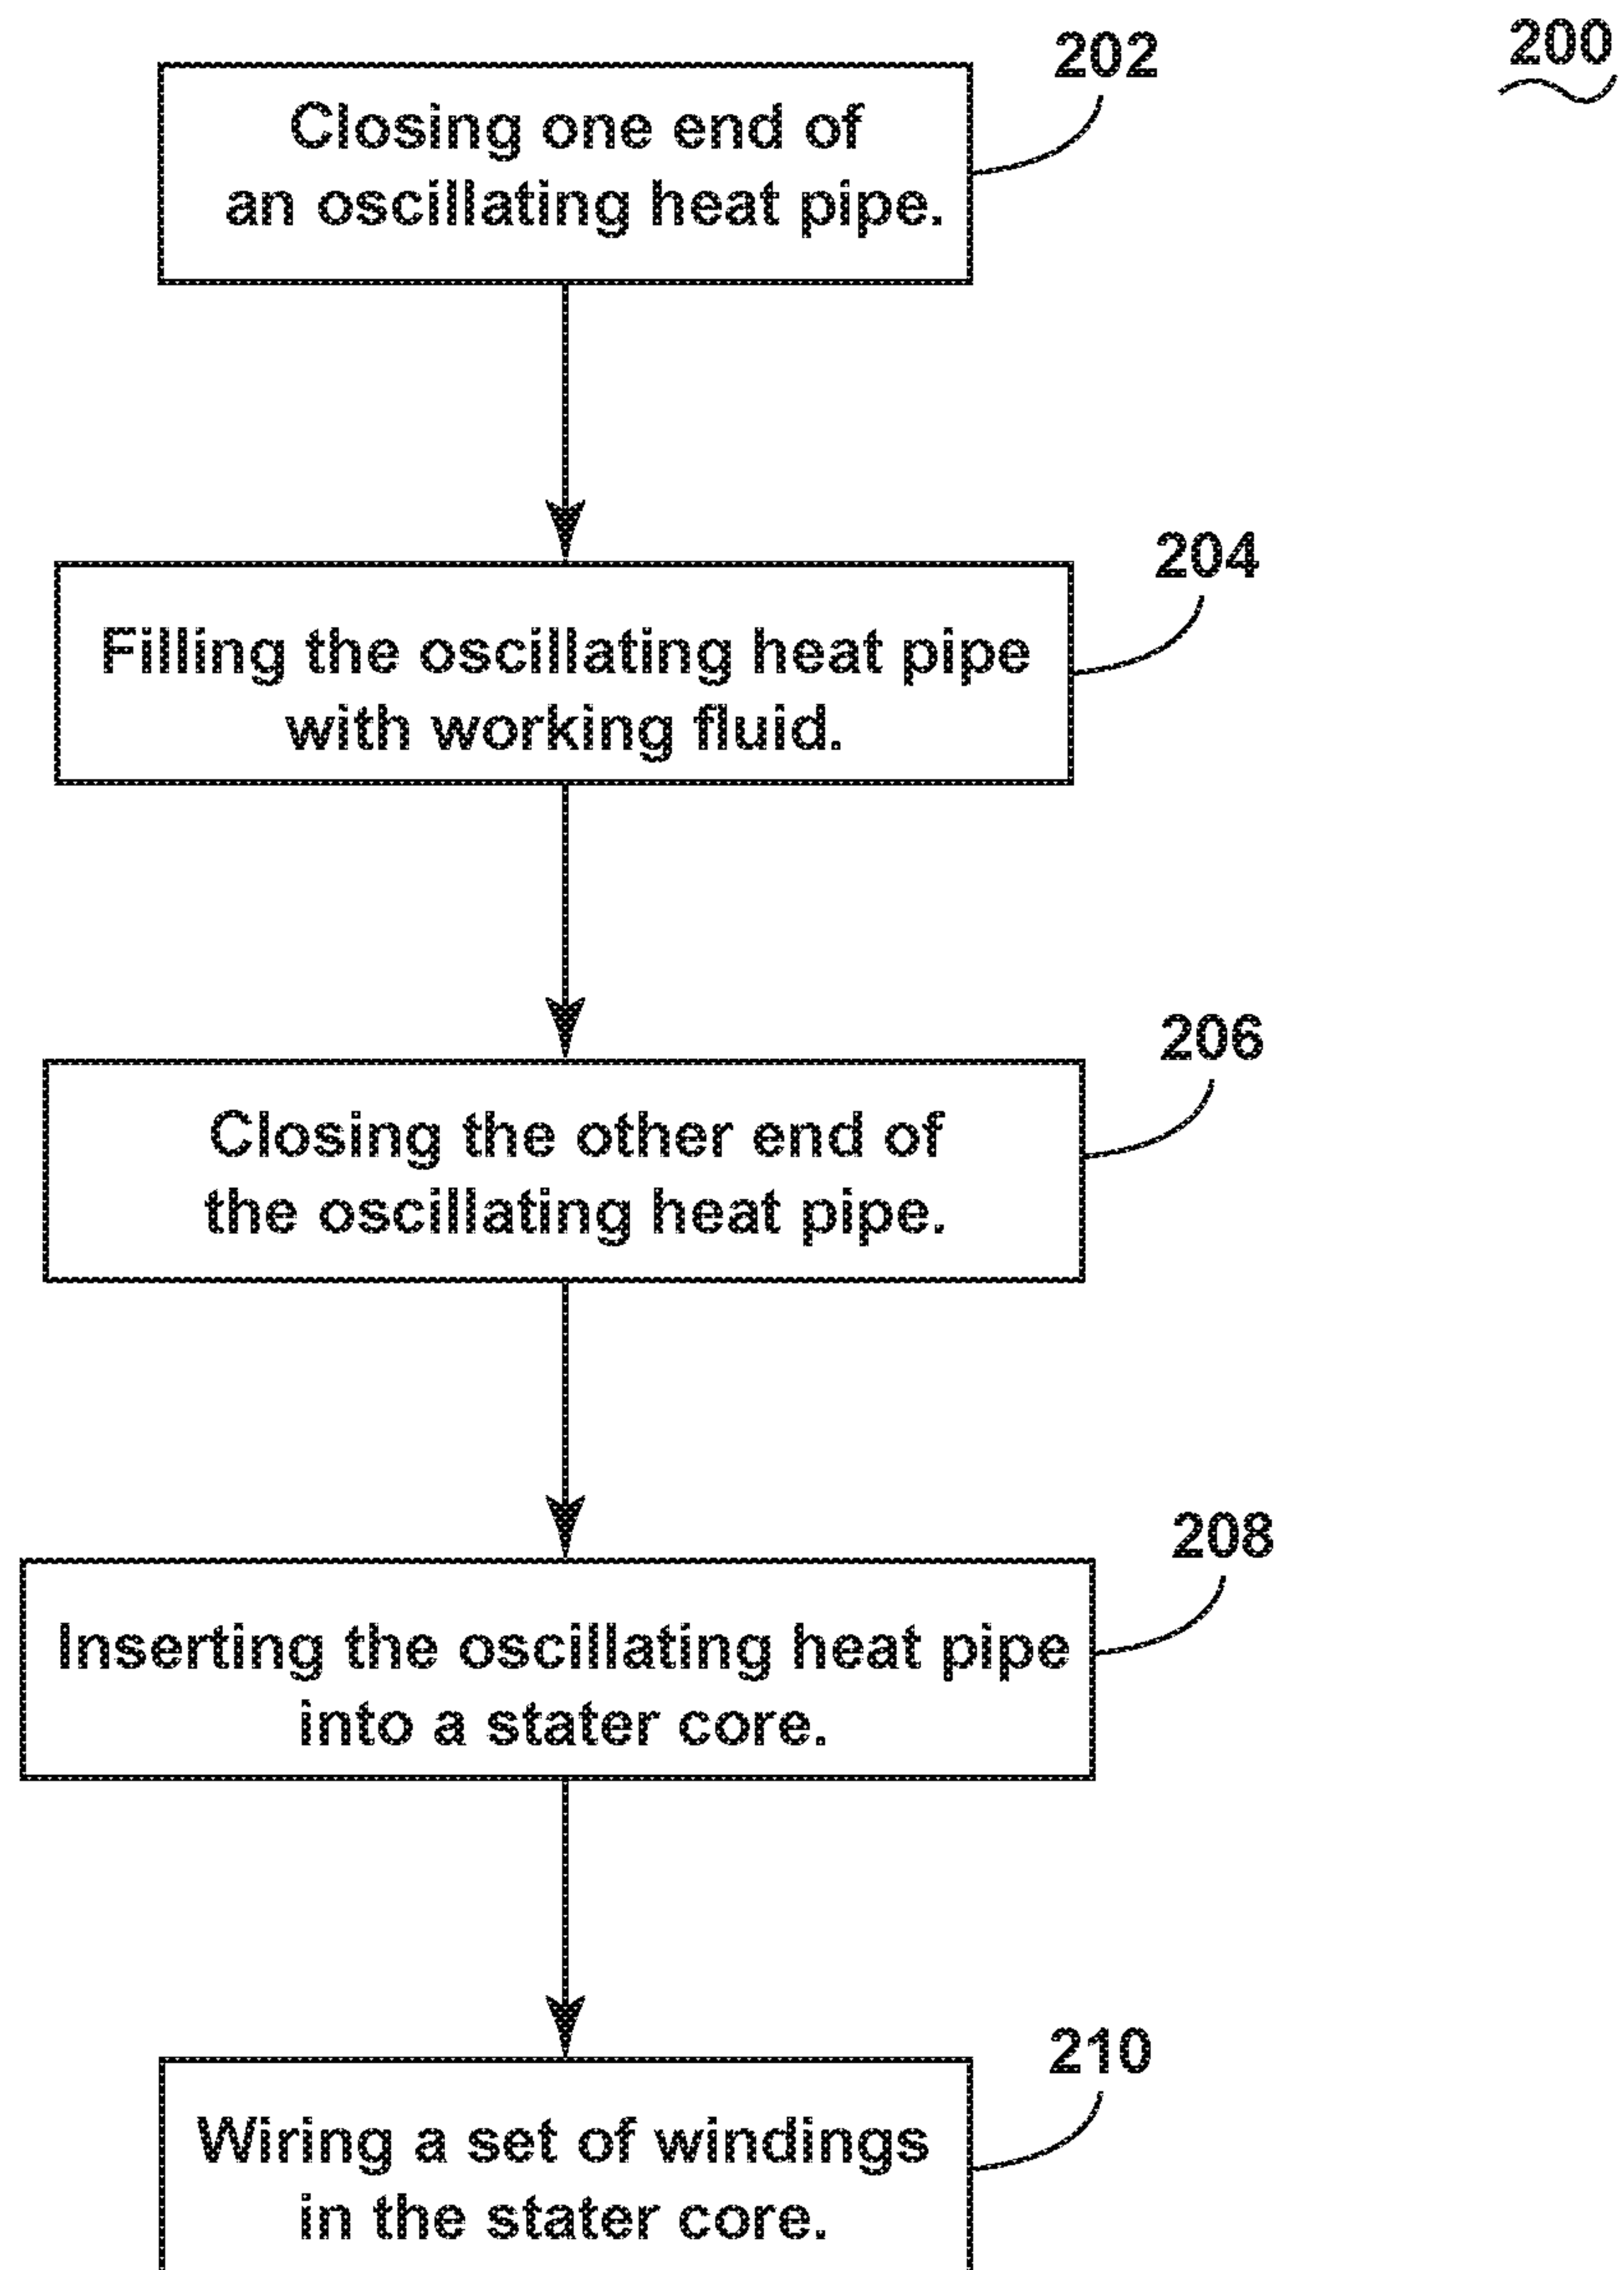 200
202
Closing one end of
an oscillating heat pipe.
204
Filling the oscillating heat pipe
with working fluid.
206
Closing the other end of
the oscillating heat pipe.
208
Inserting the oscillating heat pipe
into a stater core.
210
Wiring a set of windings
in the stater core.